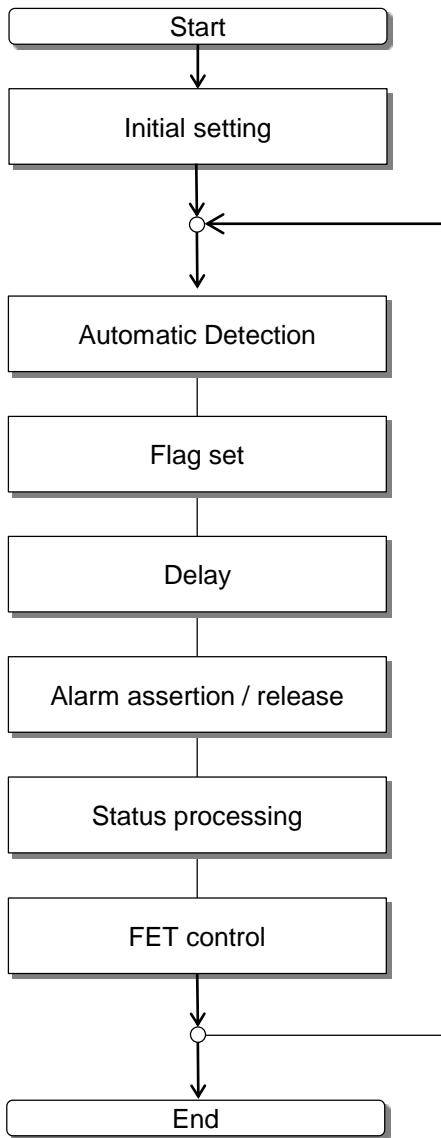 Start
Initial setting
Automatic Detection
Flag set
Delay
Alarm assertion / release
Status processing
FET control
End